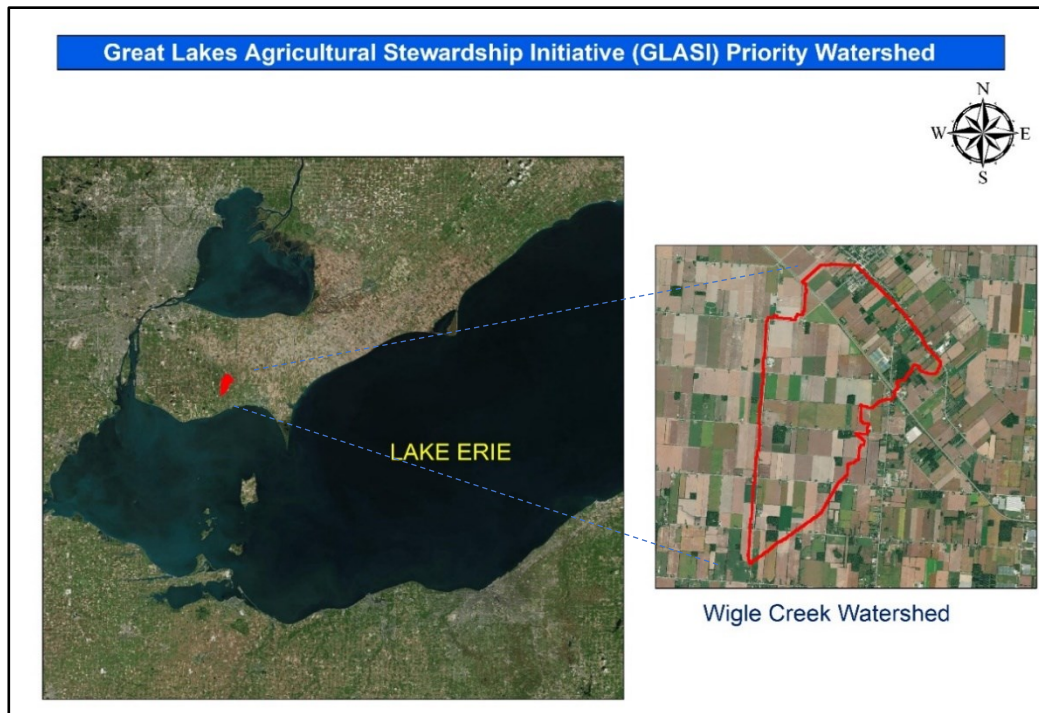 Great Lakes Agricultural Stewardship Initiative (GLASI) Priority Watershed
N
W E
S
LAKE ERIE
Wigle Creek Watershed